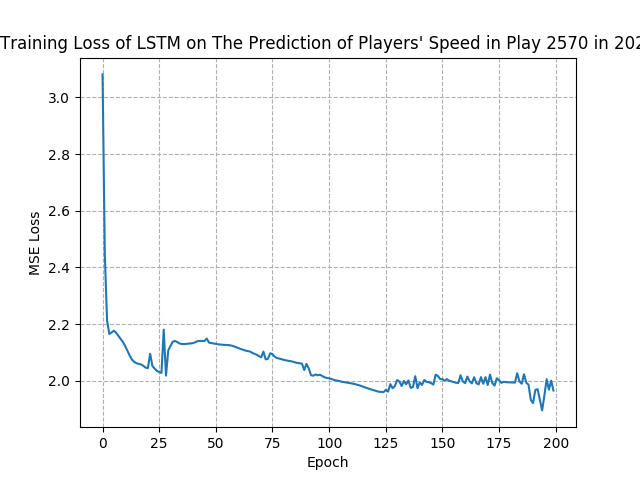 Training Loss of LSTM on The Prediction of Players' Speed in Play 2570 in 202
3.0
2.8
2.6
2.4
2.2
2.0
MSE Loss
0 25 50 75 100 125 150 175 200
Epoch